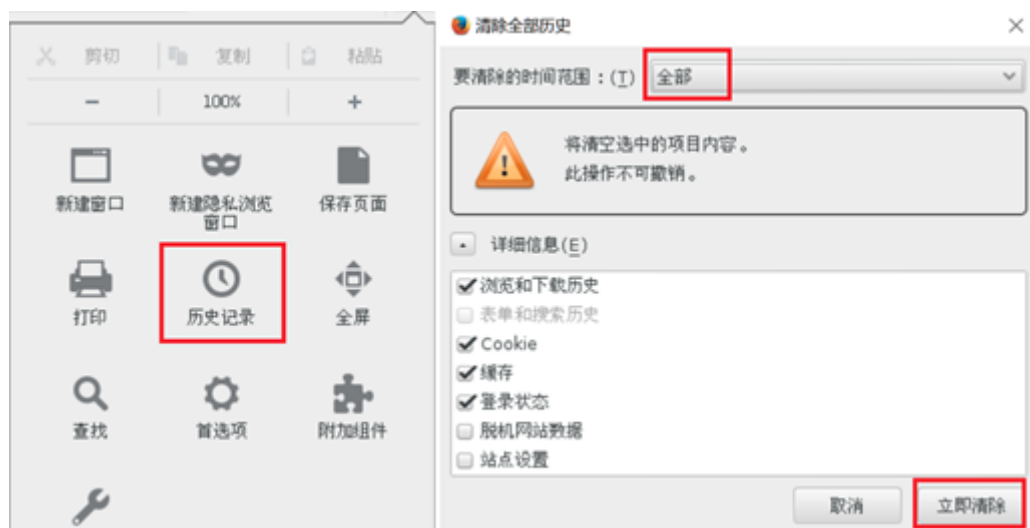 剪切 复制 粘贴
− 100% +
新建窗口 新建隐私浏览 保存页面
窗口
打印 历史记录 全屏
查找 首选项 附加组件
清除全部历史
要清除的时间范围：(T) 全部
将清空选中的项目内容。
此操作不可撤销。
详细信息(E)
浏览和下载历史
表单和搜索历史
Cookie
缓存
登录状态
脱机网站数据
站点设置
取消 立即清除